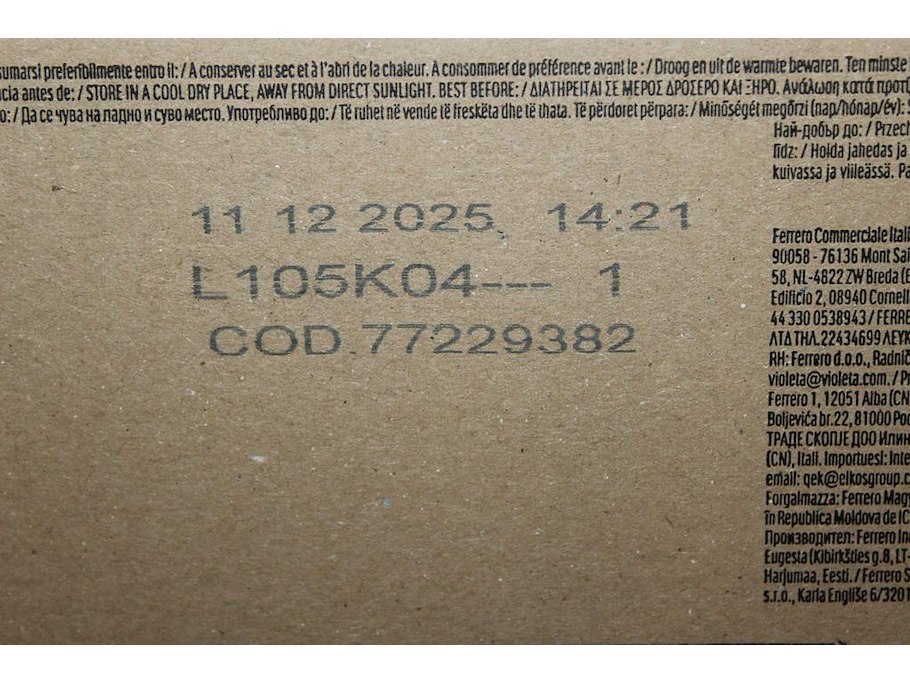 sumarsi preferibilmente entro il: / A conserver au sec et à l'abri de la chaleur. A consommer de préférence avant le : / Droog en uit de warmte bewaren. Ten minste
cia antes de: / STORE IN A COOL DRY PLACE, AWAY FROM DIRECT SUNLIGHT. BEST BEFORE: / ΔΙΑΤΗΡΕΙΤΑΙ ΣΕ ΜΕΡΟΣ ΔΡΟΣΕΡΟ ΚΑΙ ΞΗΡΟ. Ανάλωση κατά προτί
о: / Да се чува на ладно и суво место. Употребливо до: / Të ruhet në vende të freskëta dhe të thata. Të përdoret përpara: / Minőségét megőrzi (nap/hónap/év): S
Най-добър до: / Przech
līdz: / Hoida jahedas ja
kuivassa ja viileässä. Pa
11 12 2025 14:21
L105K04--- 1
COD.77229382
Ferrero Commerciale Itali
90058 - 76136 Mont Sai
58, NL-4822 ZW Breda (E
Edificio 2, 08940 Cornell
44 330 0538943 / FERRE
ΛΤΔ ΤΗΛ. 22434699 ΛΕΥΚ
RH: Ferrero d.o.o., Radnič
violeta@violeta.com. / Pr
Ferrero 1, 12051 Alba (CN
Boljevića br.22, 81000 Pod
ТРАДЕ СКОПЈЕ ДОО Илин
(CN), Itali. Importuesi: Inte
email: qek@elkosgroup.c
Forgalmazza: Ferrero Mag
în Republica Moldova de IC
Производител: Ferrero Ind
Eugesta (Kibirkšties g.8, LT-
Harjumaa, Eesti. / Ferrero S
s.r.o., Karla Engliše 6/3201